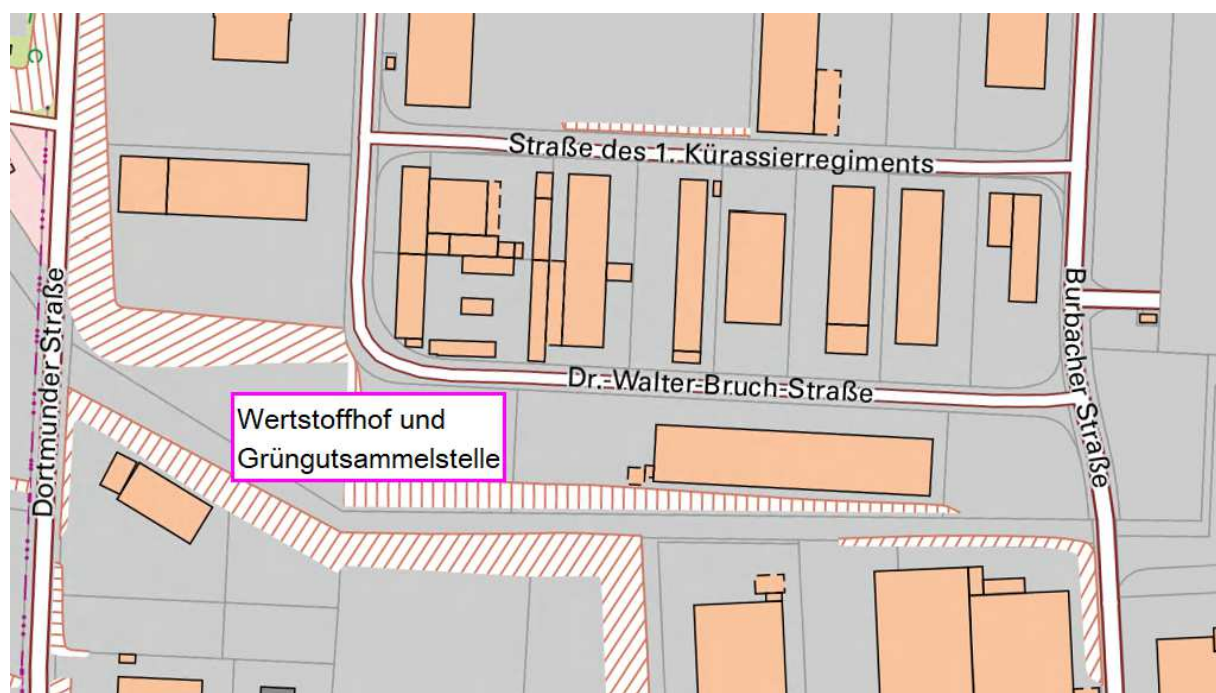 Straße des 1. Kürassierregiments
Dortmunder Straße
Burbacher Straße
Dr.-Walter-Bruch-Straße
Wertstoffhof und
Grüngutsammelstelle